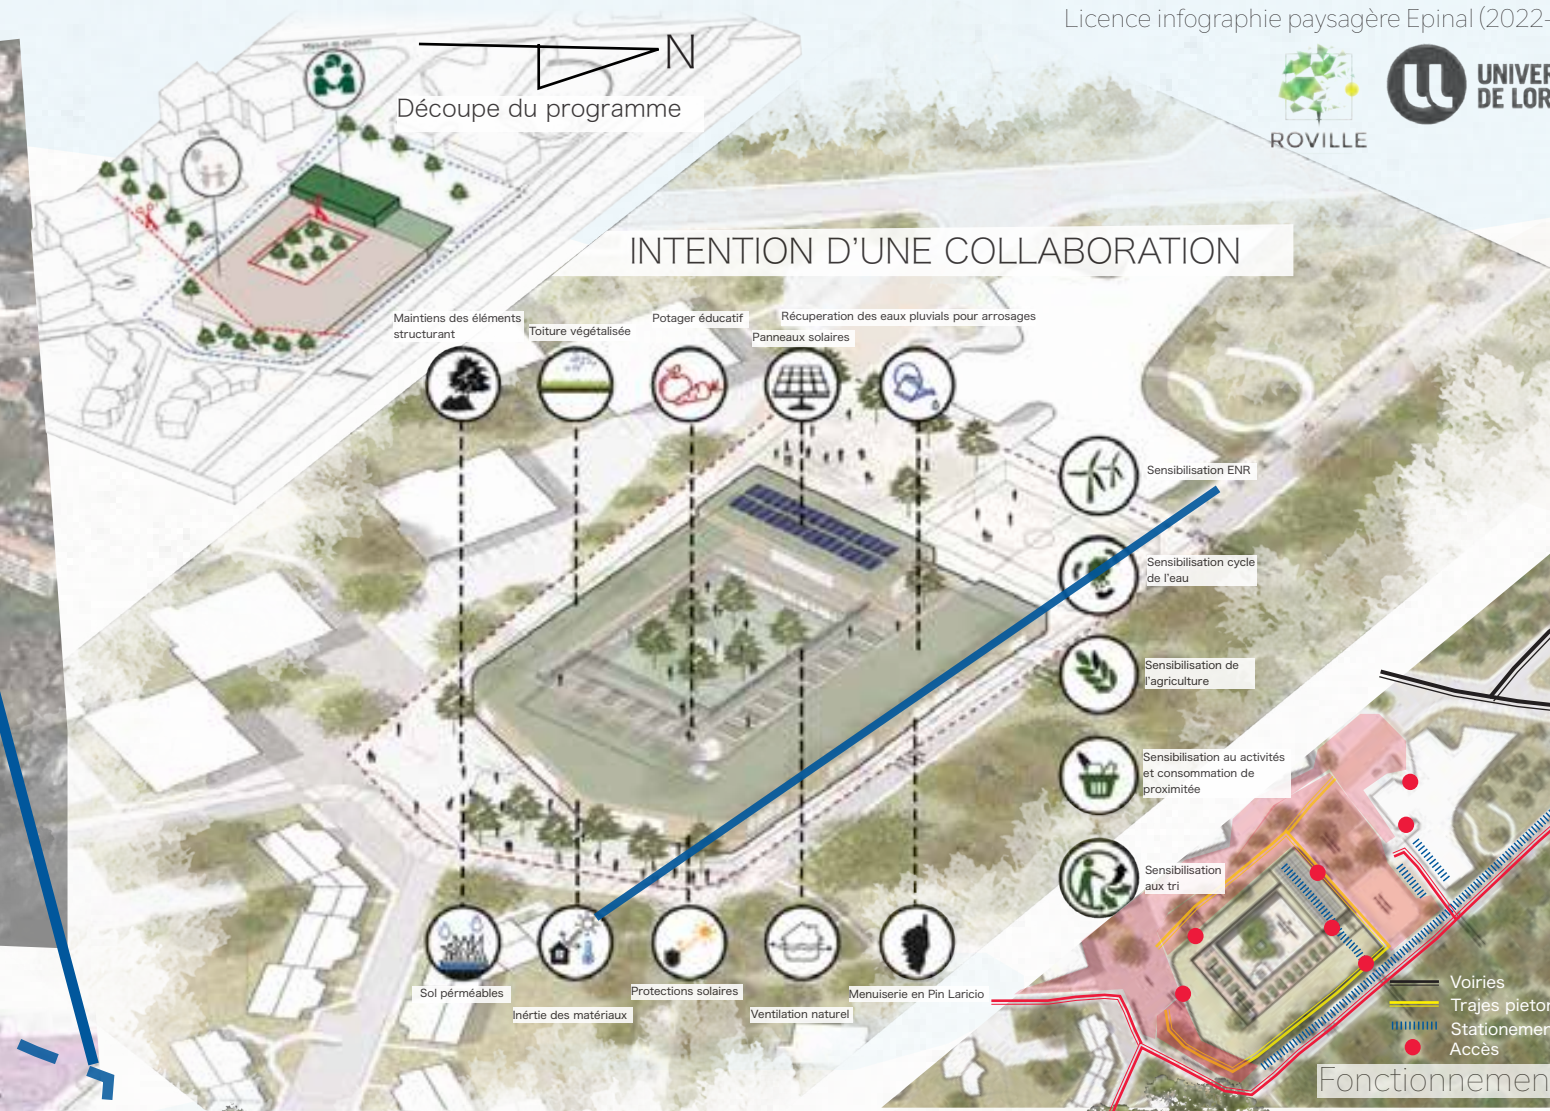 Licence infographie paysagère Epinal (2022-
N
Découpe du programme
ROVILLE
UNIVER
DE LOR
INTENTION D'UNE COLLABORATION
Maintiens des éléments
structurant
Toiture végétalisée
Potager éducatif
Panneaux solaires
Récuperation des eaux pluvials pour arrosages
Sensibilisation ENR
Sensibilisation cycle
de l'eau
Sensibilisation de
l'agriculture
Sensibilisation au activités
et consommation de
proximitée
Sensibilisation
aux tri
Sol pérméables
Inértie des matériaux
Protections solaires
Ventilation naturel
Menuiserie en Pin Laricio
Voiries
Trajes pieton
Stationemen
Accès
Fonctionnemen